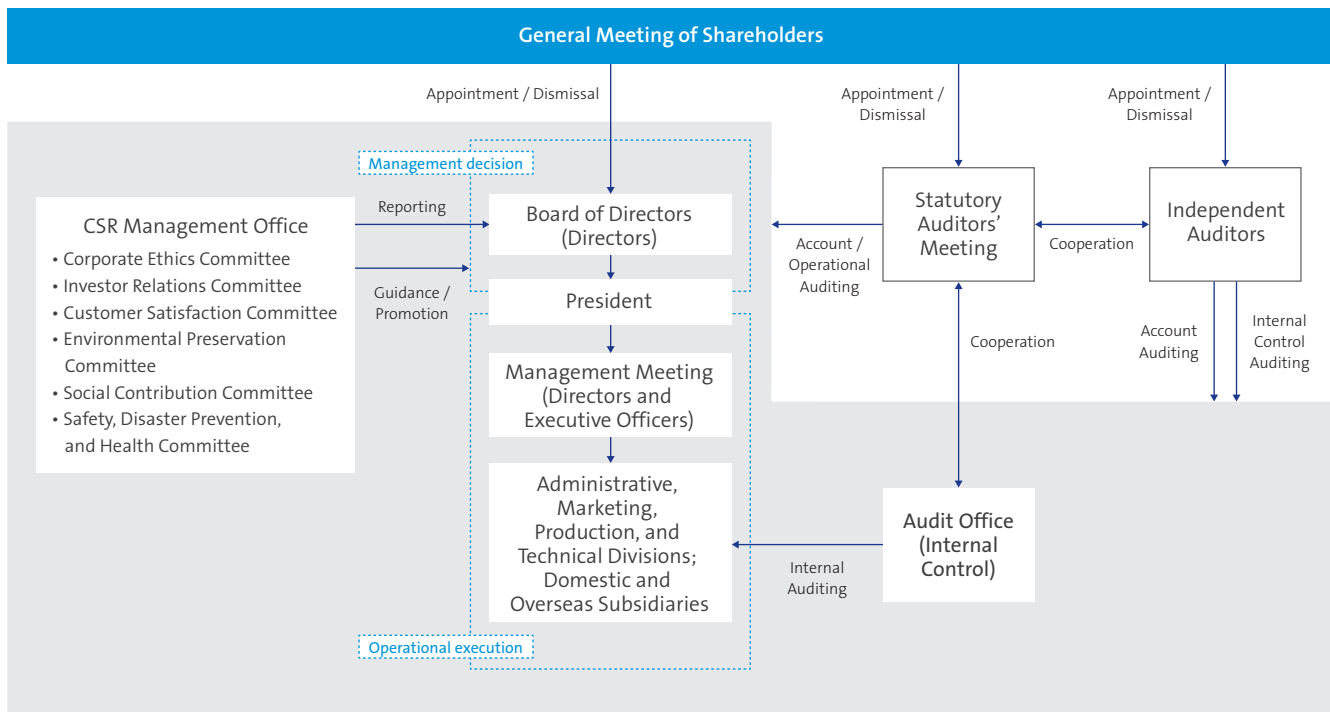 General Meeting of Shareholders
Appointment / Dismissal
Appointment /
Dismissal
Appointment /
Dismissal
Management decision
CSR Management Office
• Corporate Ethics Committee
• Investor Relations Committee
• Customer Satisfaction Committee
• Environmental Preservation
Committee
• Social Contribution Committee
• Safety, Disaster Prevention,
and Health Committee
Reporting
Guidance /
Promotion
Board of Directors
(Directors)
President
Management Meeting
(Directors and
Executive Officers)
Administrative,
Marketing,
Production, and
Technical Divisions;
Domestic and
Overseas Subsidiaries
Operational execution
Account /
Operational
Auditing
Statutory
Auditors’
Meeting
Cooperation
Independent
Auditors
Cooperation
Account
Auditing
Internal
Control
Auditing
Internal
Auditing
Audit Office
(Internal
Control)